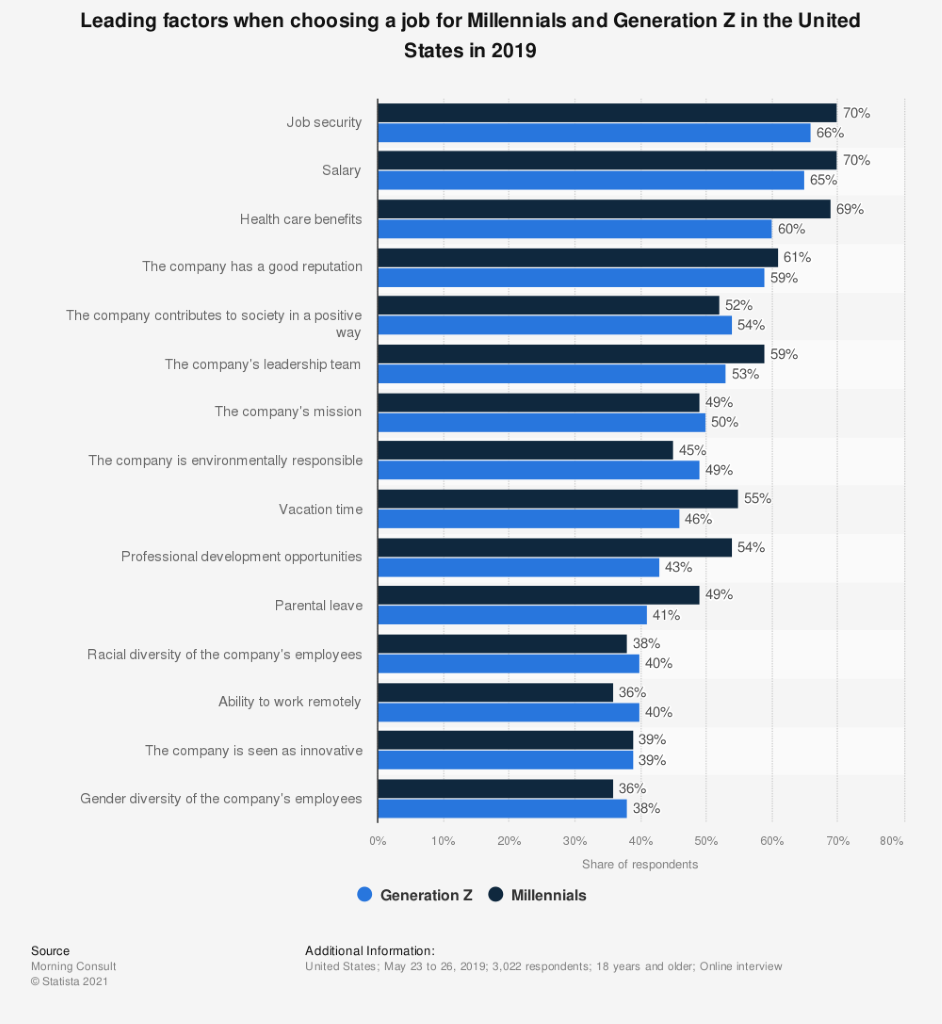 Leading factors when choosing a job for Millennials and Generation Z in the United
States in 2019
Job security
70%
66%
Salary
70%
65%
Health care benefits
69%
60%
The company has a good reputation
61%
59%
The company contributes to society in a positive
way
52%
54%
The company's leadership team
59%
53%
The company's mission
49%
50%
The company is environmentally responsible
45%
49%
Vacation time
55%
46%
Professional development opportunities
54%
43%
Parental leave
49%
41%
Racial diversity of the company's employees
38%
40%
Ability to work remotely
36%
40%
The company is seen as innovative
39%
39%
Gender diversity of the company's employees
36%
38%
0% 10% 20% 30% 40% 50% 60% 70% 80%
Share of respondents
Generation Z Millennials
Source
Morning Consult
© Statista 2021
Additional Information:
United States; May 23 to 26, 2019; 3,022 respondents; 18 years and older; Online interview